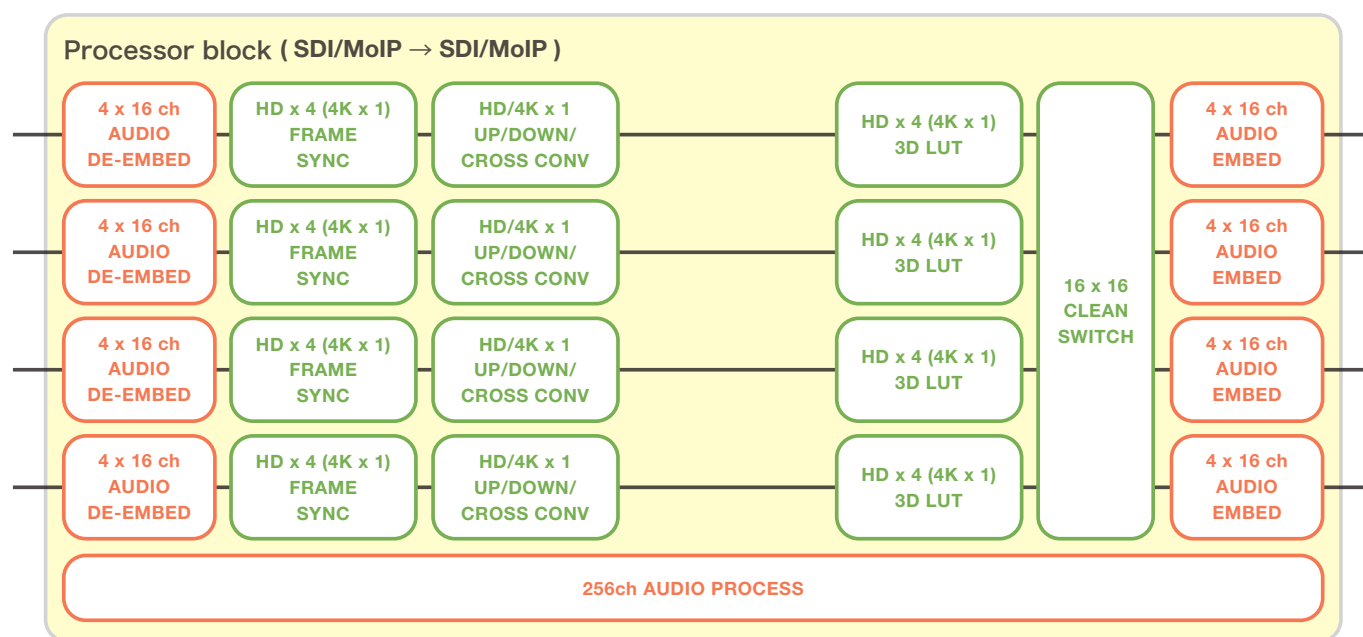 Processor block ( SDI/MoIP → SDI/MoIP )
4 x 16 ch
AUDIO
DE-EMBED
HD x 4 (4K x 1)
FRAME
SYNC
HD/4K x 1
UP/DOWN/
CROSS CONV
HD x 4 (4K x 1)
3D LUT
4 x 16 ch
AUDIO
EMBED
4 x 16 ch
AUDIO
DE-EMBED
HD x 4 (4K x 1)
FRAME
SYNC
HD/4K x 1
UP/DOWN/
CROSS CONV
HD x 4 (4K x 1)
3D LUT
16 x 16
CLEAN
SWITCH
4 x 16 ch
AUDIO
EMBED
4 x 16 ch
AUDIO
DE-EMBED
HD x 4 (4K x 1)
FRAME
SYNC
HD/4K x 1
UP/DOWN/
CROSS CONV
HD x 4 (4K x 1)
3D LUT
4 x 16 ch
AUDIO
EMBED
4 x 16 ch
AUDIO
DE-EMBED
HD x 4 (4K x 1)
FRAME
SYNC
HD/4K x 1
UP/DOWN/
CROSS CONV
HD x 4 (4K x 1)
3D LUT
4 x 16 ch
AUDIO
EMBED
256ch AUDIO PROCESS